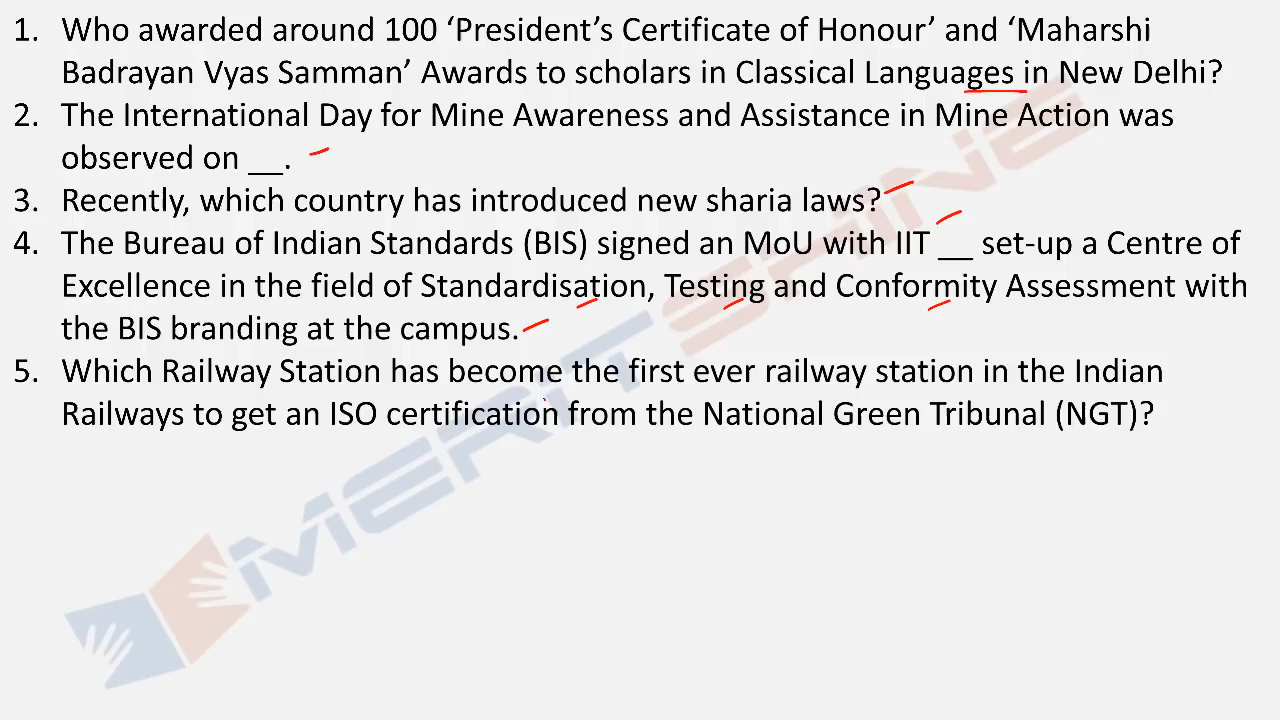 1. Who awarded around 100 ‘President’s Certificate of Honour’ and ‘Maharshi
Badrayan Vyas Samman’ Awards to scholars in Classical Languages in New Delhi?
2. The International Day for Mine Awareness and Assistance in Mine Action was
observed on __.
3. Recently, which country has introduced new sharia laws?
4. The Bureau of Indian Standards (BIS) signed an MoU with IIT __ set-up a Centre of
Excellence in the field of Standardisation, Testing and Conformity Assessment with
the BIS branding at the campus.
5. Which Railway Station has become the first ever railway station in the Indian
Railways to get an ISO certification from the National Green Tribunal (NGT)?
MERITSHINE